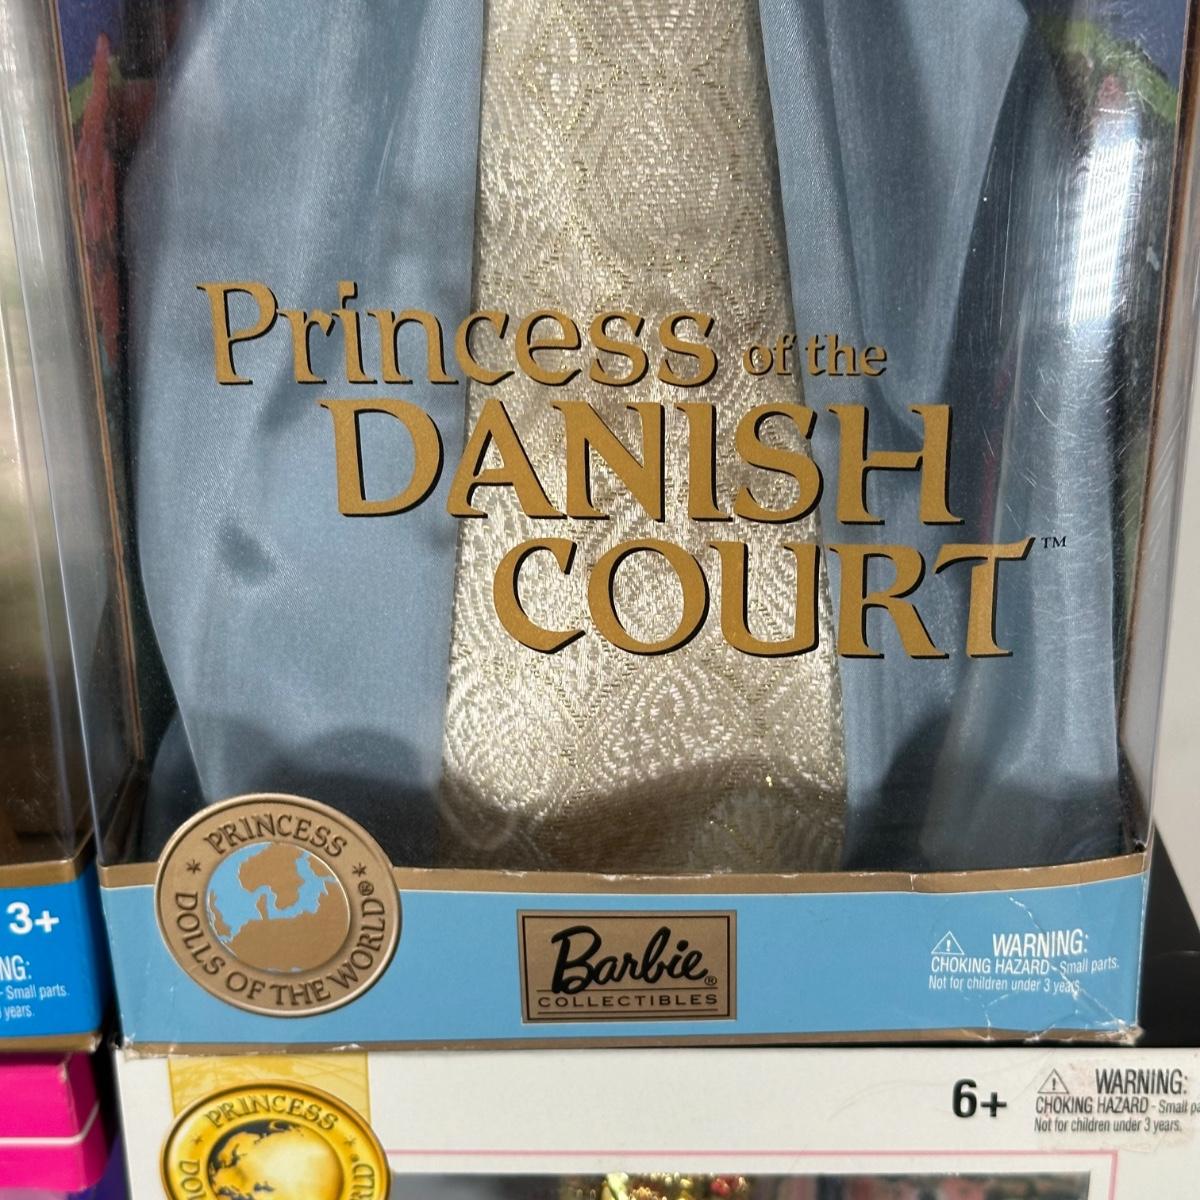 Princess of the
DANISH
COURT™
PRINCESS
* DOLLS OF THE WORLD® *
Barbie®
COLLECTIBLES
WARNING:
CHOKING HAZARD - Small parts.
Not for children under 3 years.
3+
NG:
- Small parts.
years.
PRINCESS
6+
WARNING:
CHOKING HAZARD - Small pa
Not for children under 3 years.